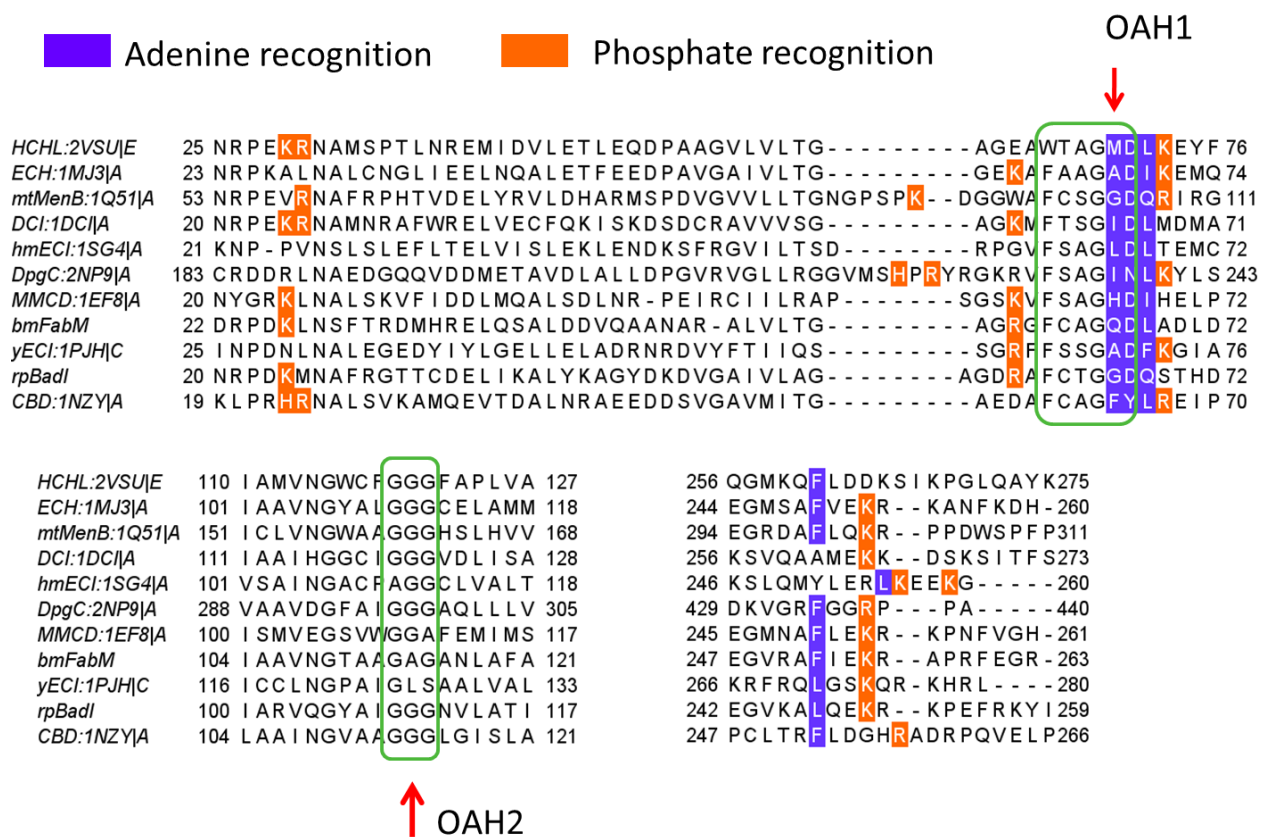 OAH1
Adenine recognition
Phosphate recognition
HCHL:2VSU|E 25 NRPEKRNAMSPTLNREMIDVLETLEQDPAAGVLVLTG---------AGEAWTAGMDLKEYF 76
ECH:1MJ3|A 23 NRPKALNALCNGLIEELNQALETFEEDPAVGAIVLTG---------GEKAFAAGADIKEMQ 74
mtMenB:1Q51|A 53 NRPEVRNAFRPHTVDELYRVLDHARMSPDVGVVLLTGNGPSPK--DGGWAFCSGGDQRIRG 111
DCI:1DCI|A 20 NRPEKRNAMNRAFWRELVECFQKISKDSDCRAVVVSG---------AGKMFTSGIDLMDMA 71
hmECI:1SG4|A 21 KNP-PVNSLSLEFLTELVISLEKLENDKSFRGVILTSD--------RPGVFSAGLDLTEMC 72
DpgC:2NP9|A 183 CRDDRLNAEDGQQVDDMETAVDLALLDPGVRVGLLRGGVMSHPRYRGKRVFSAGINLKYLS 243
MMCD:1EF8|A 20 NYGRKLNALSKVFIDDLMQALSDLNR-PEIRCIILRAP--------SGSKVFSAGHDIHELP 72
bmFabM 22 DRPDKLNSFTRDMHRELQSALDDVQAANAR-ALVLTG---------AGRGFCAGQDLADLD 72
yECI:1PJH|C 25 INPDNLNALEGEDYIYLGELLELADRNRDVYFTIIQS---------SGRFFSSGADFKGIA 76
rpBadI 20 NRPDKMNAFRGTTCDELIKALYKAGYDKDVGAIVLAG---------AGDRAFCTGGDQSTHD 72
CBD:1NZY|A 19 KLPRHRNALSVKAMQEVTDALNRAEEDDSVGAVMITG---------AEDAFCAGFYLREIP 70
HCHL:2VSU|E 110 IAMVNGWCFGGGFAPLVA 127 256 QGMKQFLDDKSIKPGLQAYK 275
ECH:1MJ3|A 101 IAAVNGYALGGGCELAMM 118 244 EGMSAFVEKR--KANFKDH- 260
mtMenB:1Q51|A 151 ICLVNGWAAGGGHSLHVV 168 294 EGRDAFLQKR--PPDWSPFP 311
DCI:1DCI|A 111 IAAIHGGCIGGGVDLISA 128 256 KSVQAAMEKK--DSKSITFS 273
hmECI:1SG4|A 101 VSAINGACPAGGCLVALT 118 246 KSLQMYLERLKEEKG----- 260
DpgC:2NP9|A 288 VAAVDGFAIGGGAQLLLV 305 429 DKVGRFGGRP---PA----- 440
MMCD:1EF8|A 100 ISMVEGSVWGGAFEMIMS 117 245 EGMNAFLEKR--KPNFVGH- 261
bmFabM 104 IAAVNGTAAGAGANLAFA 121 247 EGVRAFIEKR--APRFEGR- 263
yECI:1PJH|C 116 ICCLNGPAIGLSAALVAL 133 266 KRFRQLGSKQR-KHRL---- 280
rpBadI 100 IARVQGYAIGGGNVLATI 117 242 EGVKALQEKR--KPEFRKYI 259
CBD:1NZY|A 104 LAAINGVAAGGGLGISLA 121 247 PCLTRFLDGHRADRPQVELP 266
OAH2